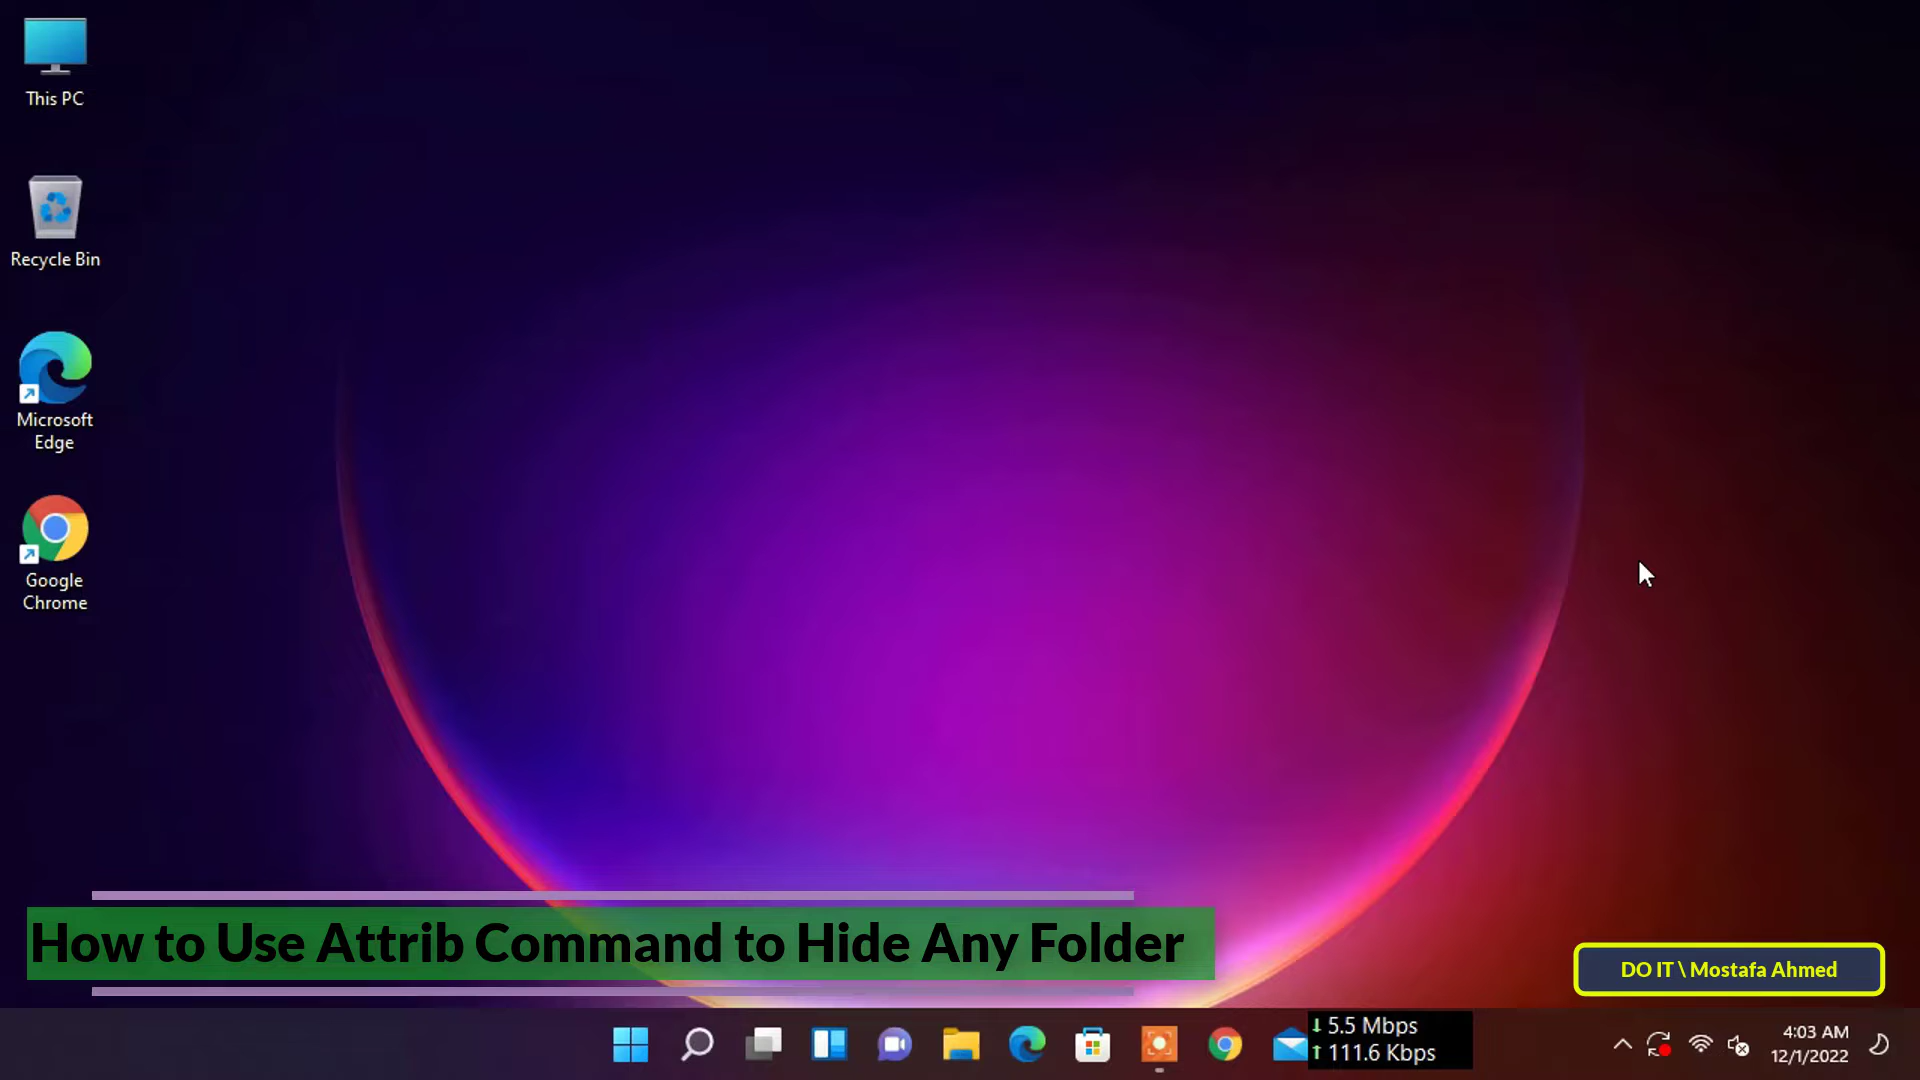 This PC
Recycle Bin
Microsoft
Edge
Google
Chrome
How to Use Attrib Command to Hide Any Folder
DO IT \ Mostafa Ahmed
↓ 5.5 Mbps
↑ 111.6 Kbps
4:03 AM
12/1/2022